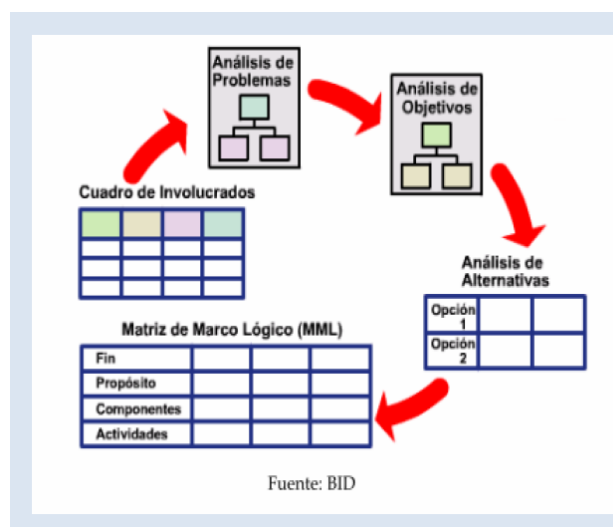 Análisis de
Problemas
Análisis de
Objetivos
Cuadro de Involucrados
Análisis de
Alternativas
Opción
1
Opción
2
Matriz de Marco Lógico (MML)
Fin
Propósito
Componentes
Actividades
Fuente: BID